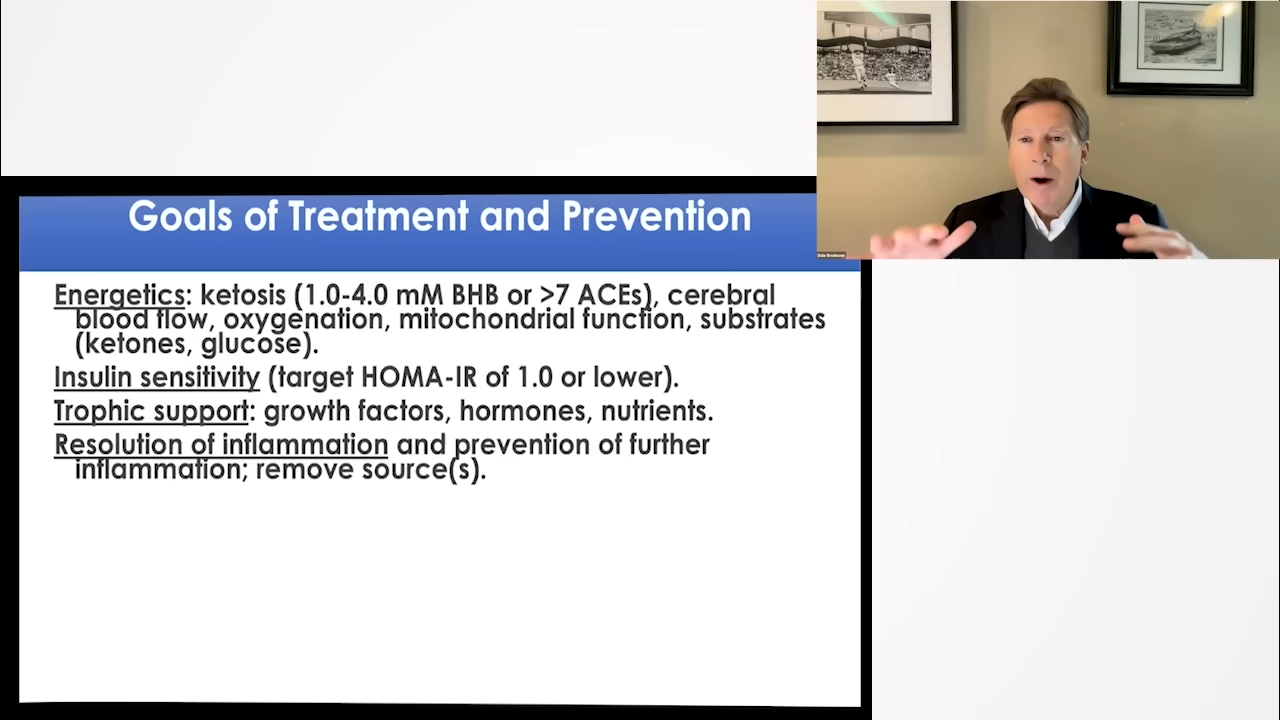 Goals of Treatment and Prevention
Energetics: ketosis (1.0-4.0 mM BHB or >7 ACEs), cerebral
blood flow, oxygenation, mitochondrial function, substrates
(ketones, glucose).
Insulin sensitivity (target HOMA-IR of 1.0 or lower).
Trophic support: growth factors, hormones, nutrients.
Resolution of inflammation and prevention of further
inflammation; remove source(s).